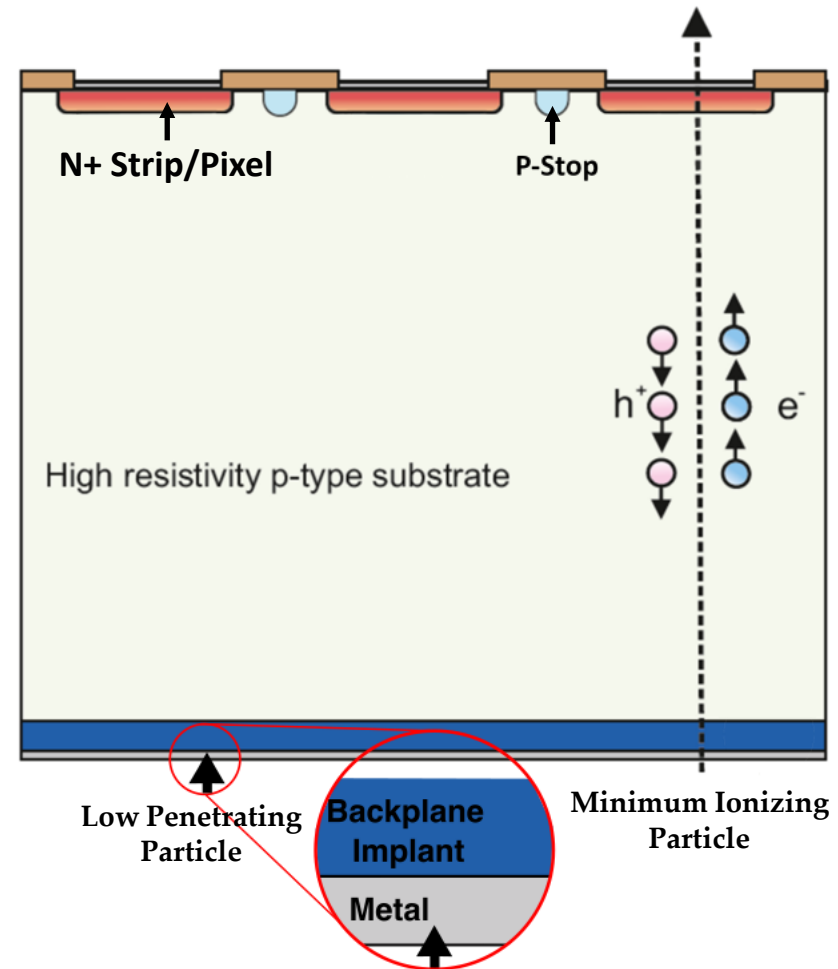 N+ Strip/Pixel
P-Stop
h+
e-
High resistivity p-type substrate
Low Penetrating
Particle
Backplane
Implant
Metal
Minimum Ionizing
Particle